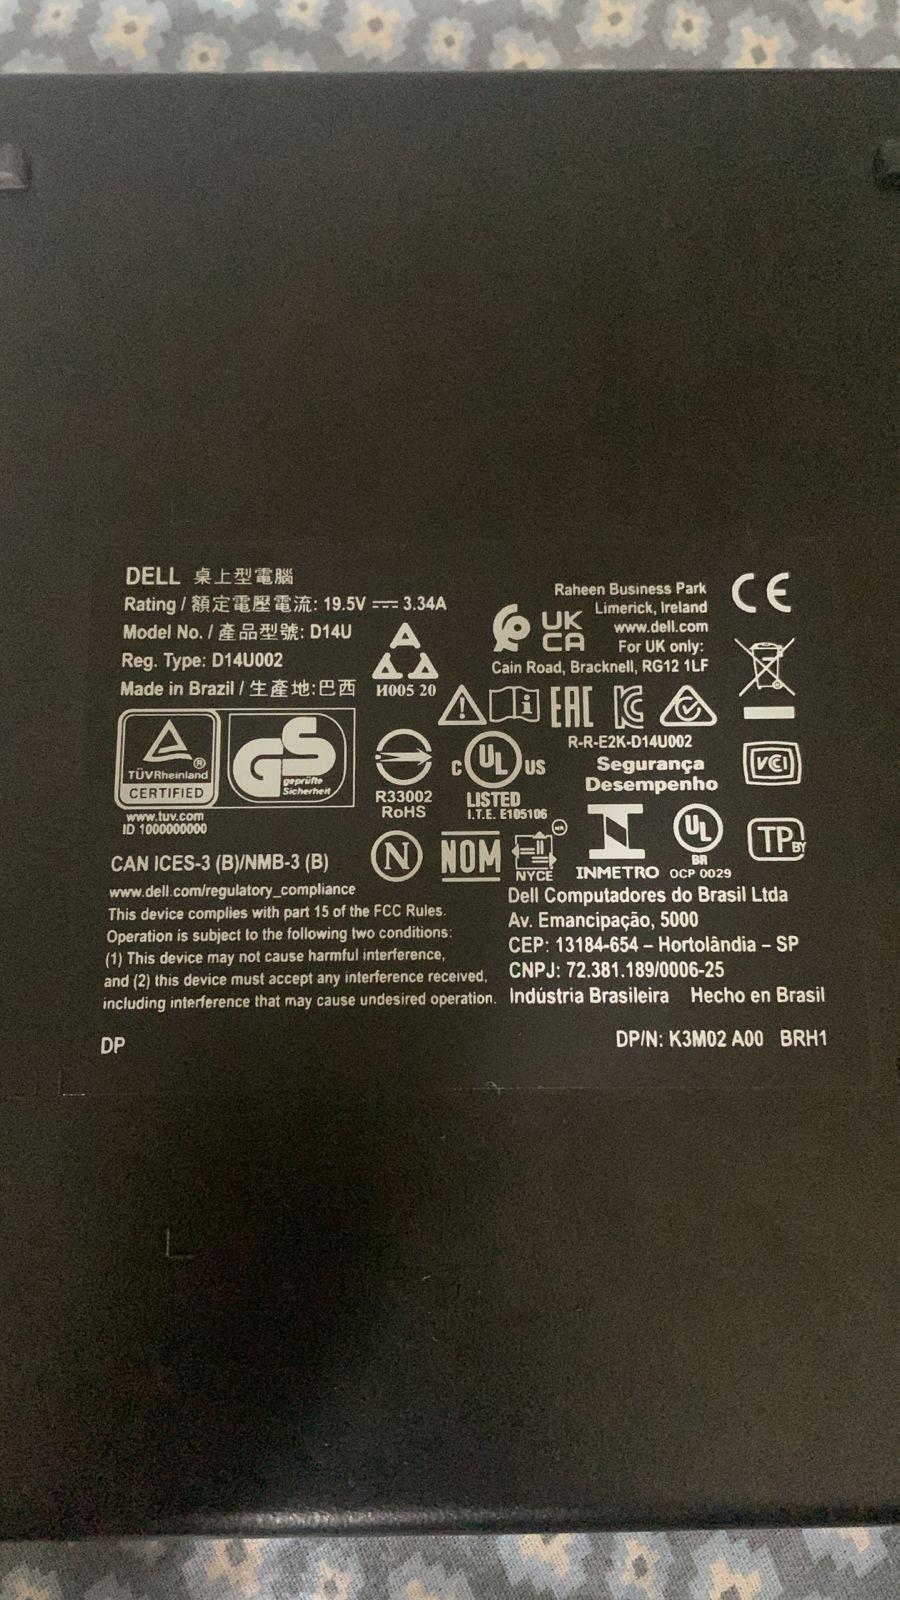 DELL 桌上型電腦
Rating / 額定電壓電流: 19.5V ⎓ 3.34A
Model No. / 產品型號: D14U
Reg. Type: D14U002
Made in Brazil / 生產地:巴西
И005 20
Raheen Business Park
Limerick, Ireland
www.dell.com
For UK only:
Cain Road, Bracknell, RG12 1LF
UK
CA
CE
EAC
R-R-E2K-D14U002
TÜVRheinland
CERTIFIED
www.tuv.com
ID 1000000000
GS
geprüfte
Sicherheit
R33002
RoHS
C UL US
LISTED
I.T.E. E105106
Segurança
Desempenho
VCCI
N
NOM
NYCE
INMETRO
UL
BR
OCP 0029
TP
BY
CAN ICES-3 (B)/NMB-3 (B)
www.dell.com/regulatory_compliance
This device complies with part 15 of the FCC Rules.
Operation is subject to the following two conditions:
(1) This device may not cause harmful interference,
and (2) this device must accept any interference received,
including interference that may cause undesired operation.
Dell Computadores do Brasil Ltda
Av. Emancipação, 5000
CEP: 13184-654 – Hortolândia – SP
CNPJ: 72.381.189/0006-25
Indústria Brasileira Hecho en Brasil
DP
DP/N: K3M02 A00 BRH1